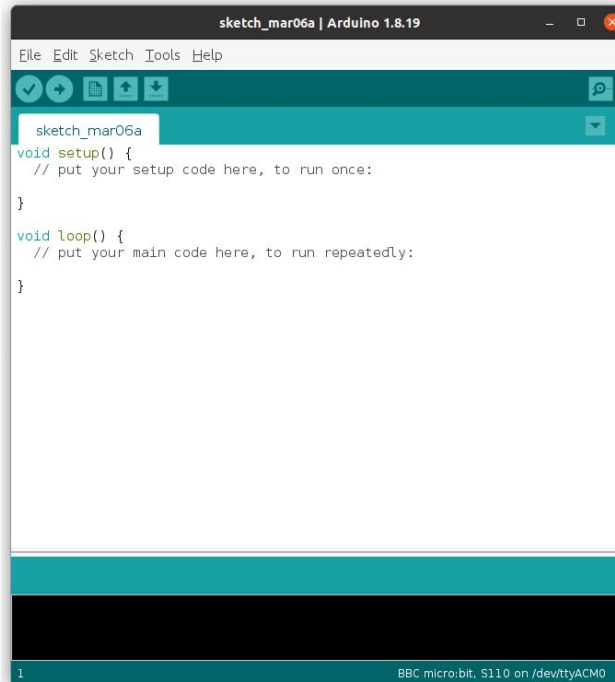 sketch_mar06a | Arduino 1.8.19
File Edit Sketch Tools Help
sketch_mar06a
void setup() {
  // put your setup code here, to run once:
}
void loop() {
  // put your main code here, to run repeatedly:
}
1 BBC micro:bit, S110 on /dev/ttyACM0